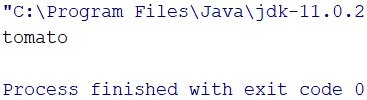 "C:\Program Files\Java\jdk-11.0.2
tomato
Process finished with exit code 0